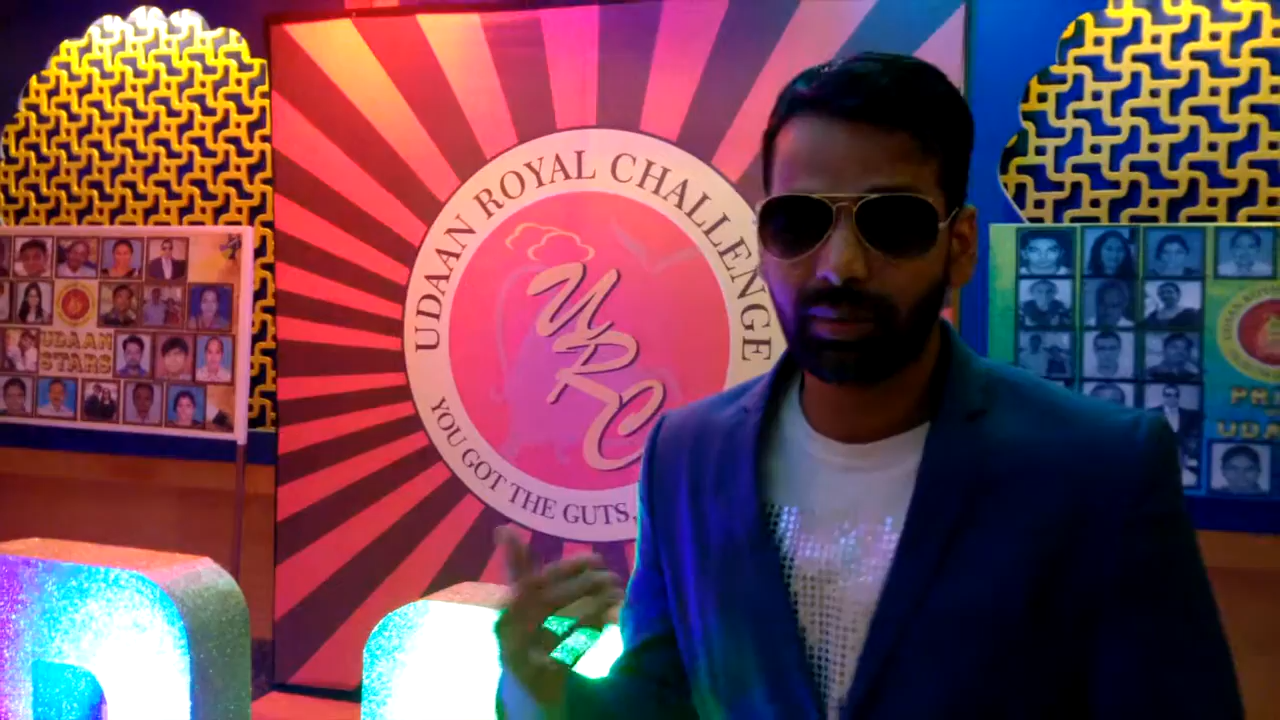 UDAAN ROYAL CHALLENGE
URC
YOU GOT THE GUTS,
UDAAN
STARS